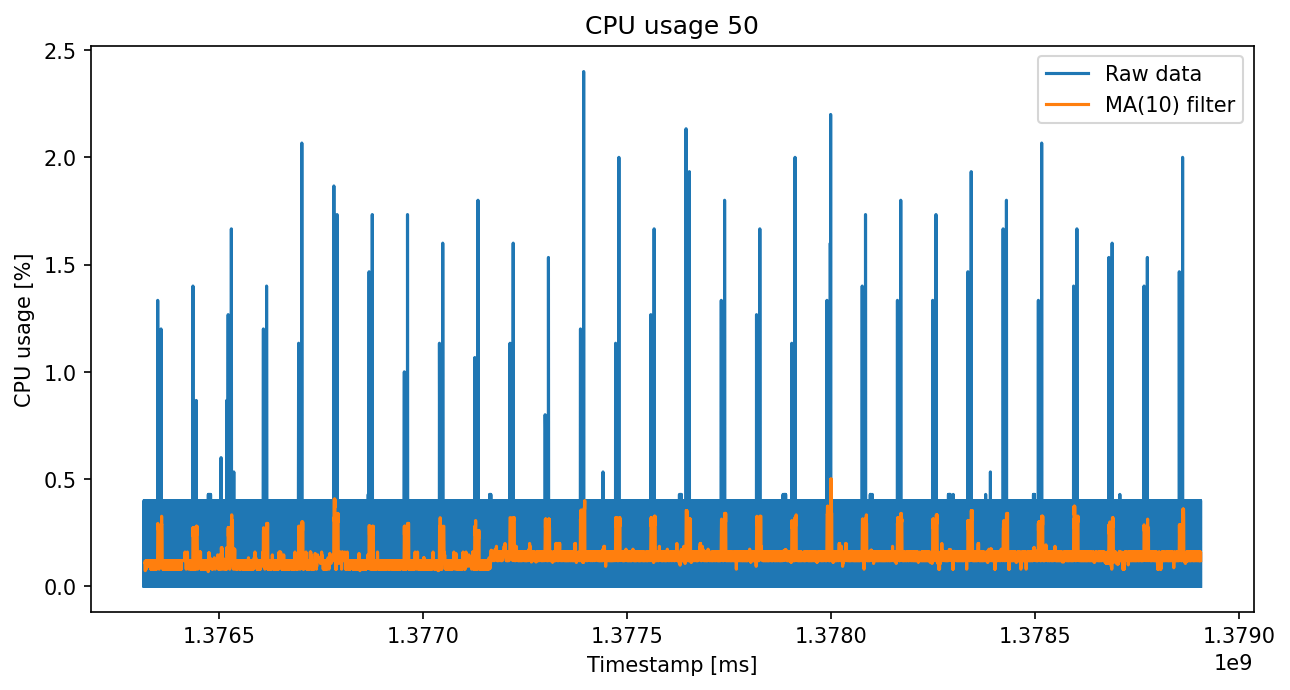 CPU usage 50
Raw data
MA(10) filter
CPU usage [%]
2.5
2.0
1.5
1.0
0.5
0.0
1.3765 1.3770 1.3775 1.3780 1.3785 1.3790
1e9
Timestamp [ms]